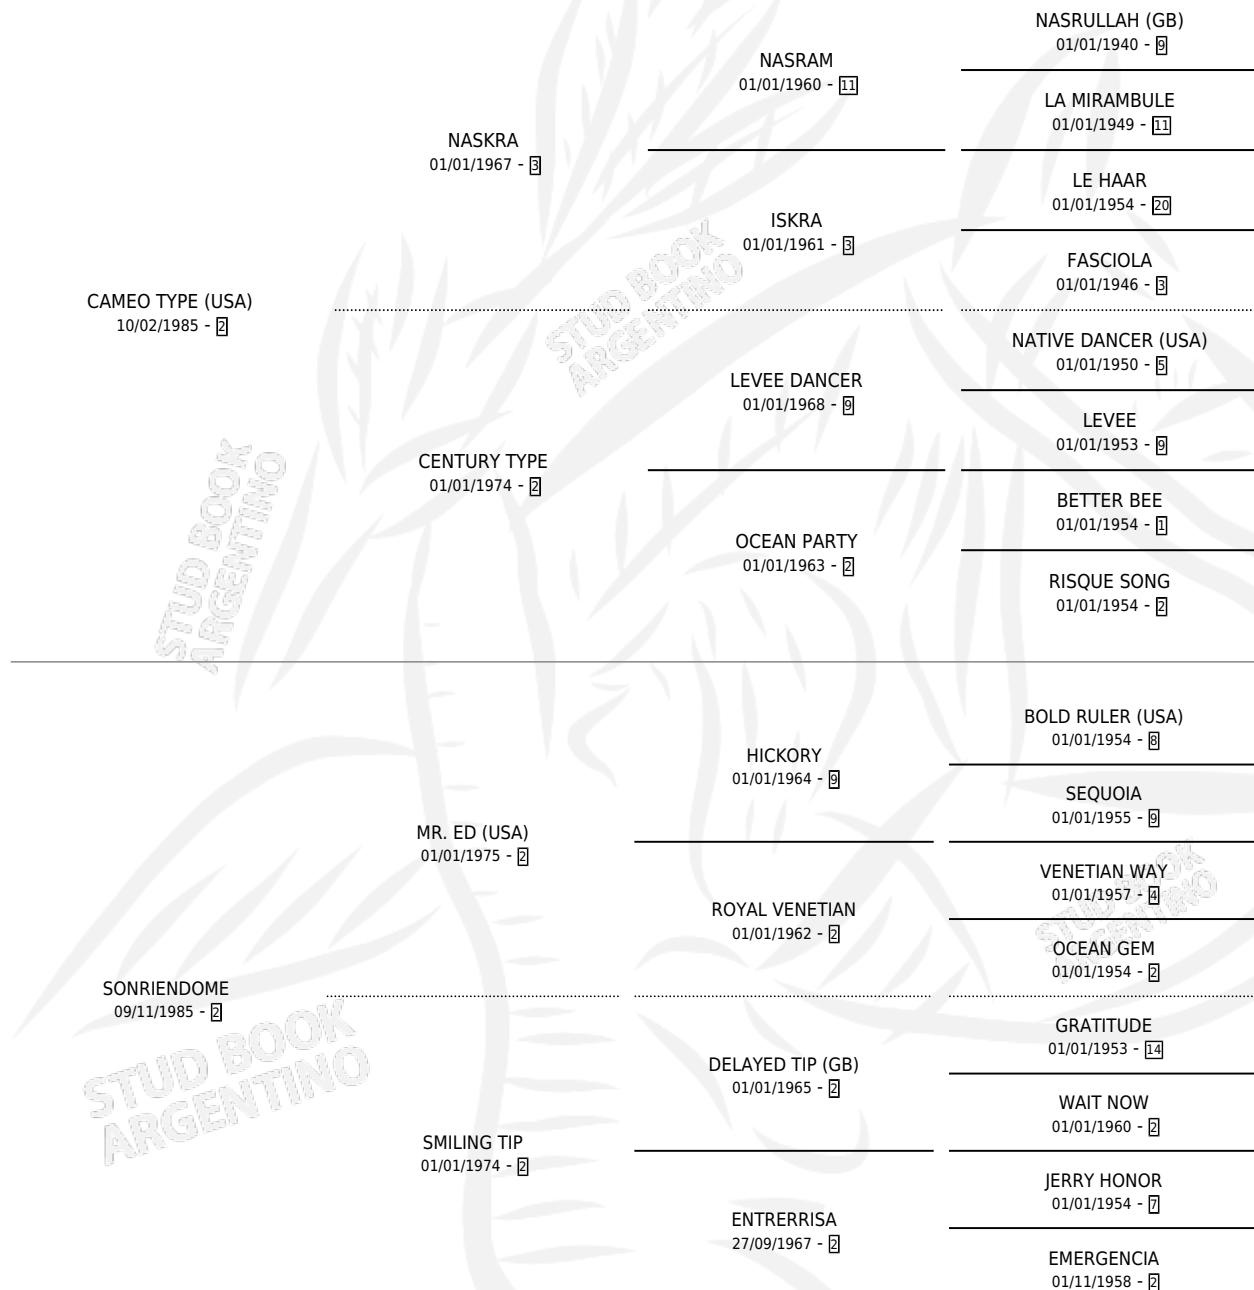 CAMEO TYPE (USA)
10/02/1985 - 2
NASKRA
01/01/1967 - 3
NASRAM
01/01/1960 - 11
NASRULLAH (GB)
01/01/1940 - 9
LA MIRAMBULE
01/01/1949 - 11
ISKRA
01/01/1961 - 3
LE HAAR
01/01/1954 - 20
FASCIOLA
01/01/1946 - 3
CENTURY TYPE
01/01/1974 - 2
LEVEE DANCER
01/01/1968 - 9
NATIVE DANCER (USA)
01/01/1950 - 5
LEVEE
01/01/1953 - 9
OCEAN PARTY
01/01/1963 - 2
BETTER BEE
01/01/1954 - 1
RISQUE SONG
01/01/1954 - 2
SONRIENDOME
09/11/1985 - 2
MR. ED (USA)
01/01/1975 - 2
HICKORY
01/01/1964 - 9
BOLD RULER (USA)
01/01/1954 - 8
SEQUOIA
01/01/1955 - 9
ROYAL VENETIAN
01/01/1962 - 2
VENETIAN WAY
01/01/1957 - 4
OCEAN GEM
01/01/1954 - 2
SMILING TIP
01/01/1974 - 2
DELAYED TIP (GB)
01/01/1965 - 2
GRATITUDE
01/01/1953 - 14
WAIT NOW
01/01/1960 - 2
ENTRERRISA
27/09/1967 - 2
JERRY HONOR
01/01/1954 - 7
EMERGENCIA
01/11/1958 - 2
STUD BOOK
ARGENTINO
STUD BOOK
ARGENTINO
STUD BOOK
ARGENTINO
STUD BOOK
ARGENTINO